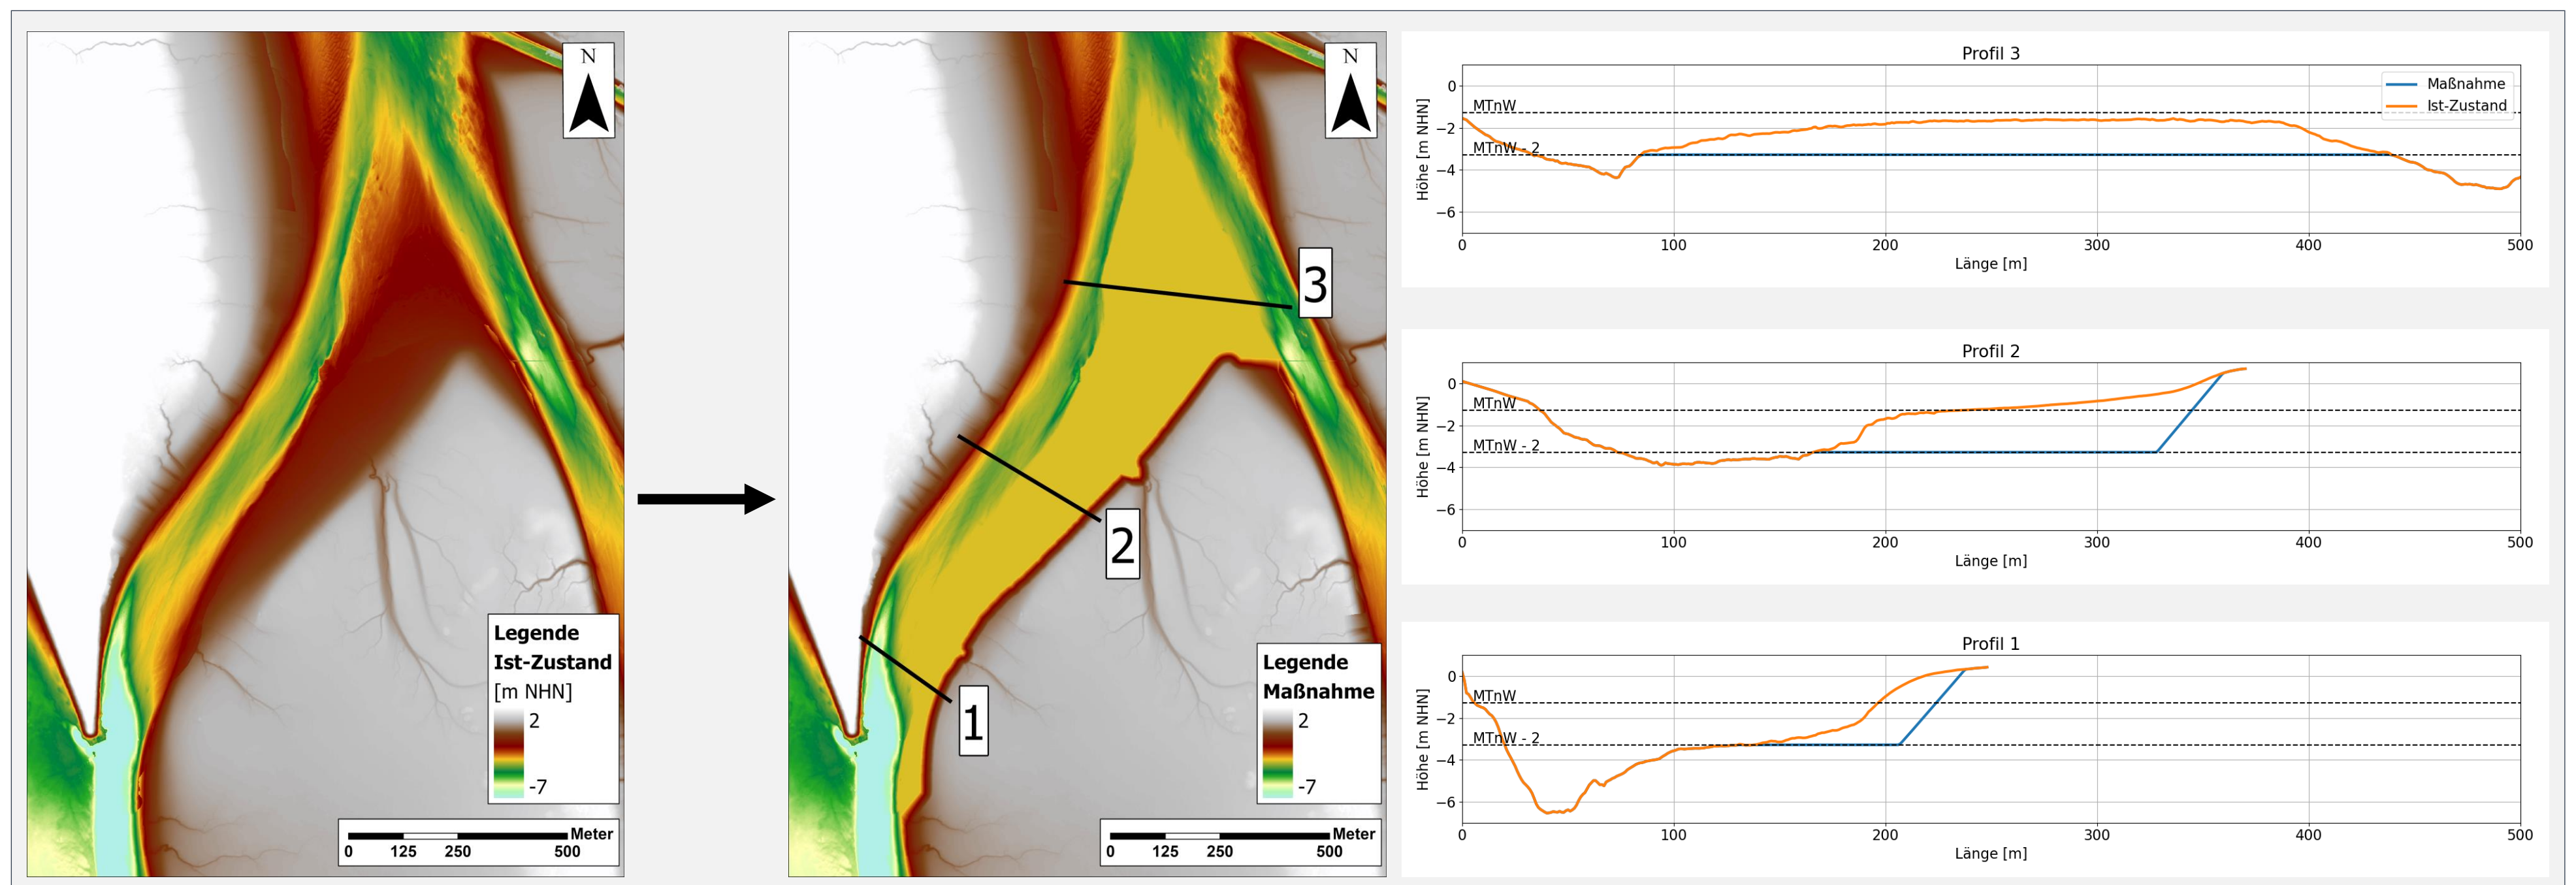 N
Legende
Ist-Zustand
[m NHN]
2
-7
Meter
0 125 250 500
N
3
2
1
Legende
Maßnahme
2
-7
Meter
0 125 250 500
Profil 3
Höhe [m NHN]
0
−2
−4
−6
MTnW
MTnW - 2
Maßnahme
Ist-Zustand
0 100 200 300 400 500
Länge [m]
Profil 2
Höhe [m NHN]
0
−2
−4
−6
MTnW
MTnW - 2
0 100 200 300 400 500
Länge [m]
Profil 1
Höhe [m NHN]
0
−2
−4
−6
MTnW
MTnW - 2
0 100 200 300 400 500
Länge [m]